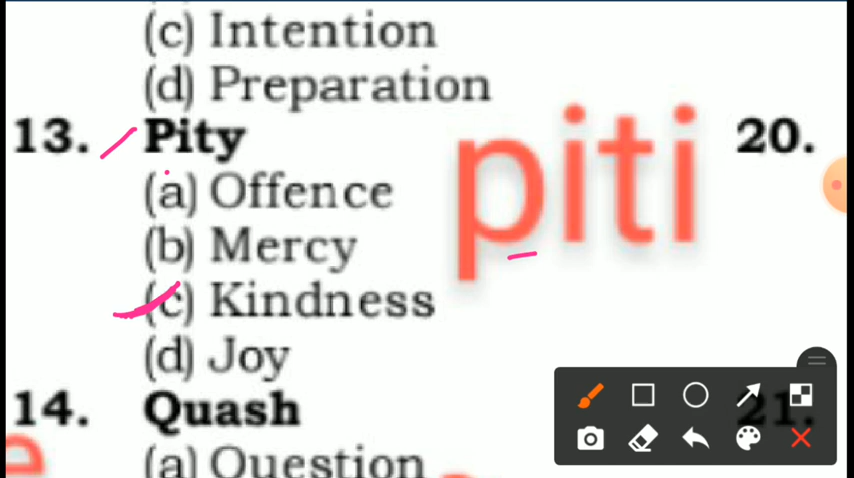 (c) Intention
(d) Preparation
13. Pity
(a) Offence
(b) Mercy
(c) Kindness
(d) Joy
14. Quash
(a) Question
piti
20.
21.
e